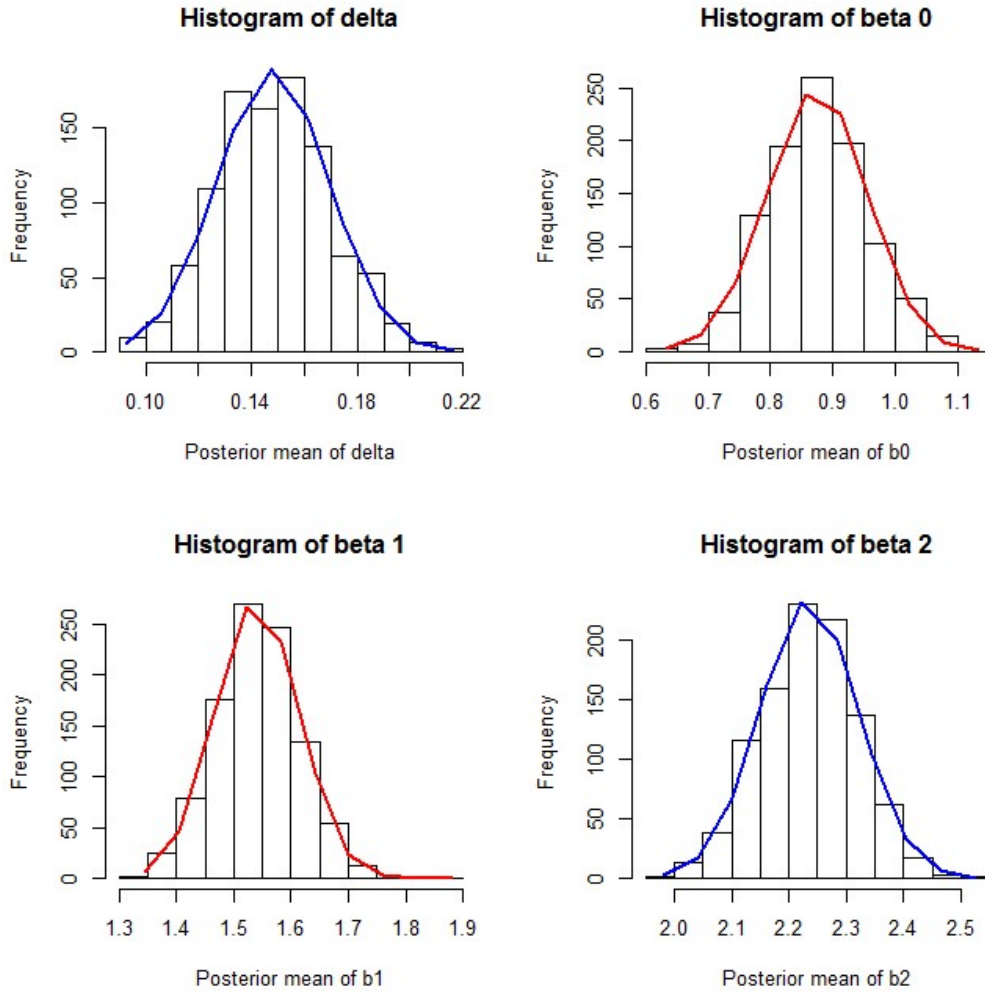 Histogram of delta
Frequency
0 50 100 150
0.10 0.14 0.18 0.22
Posterior mean of delta
Histogram of beta 0
Frequency
0 50 100 150 200 250
0.6 0.7 0.8 0.9 1.0 1.1
Posterior mean of b0
Histogram of beta 1
Frequency
0 50 100 150 200 250
1.3 1.4 1.5 1.6 1.7 1.8 1.9
Posterior mean of b1
Histogram of beta 2
Frequency
0 50 100 150 200
2.0 2.1 2.2 2.3 2.4 2.5
Posterior mean of b2